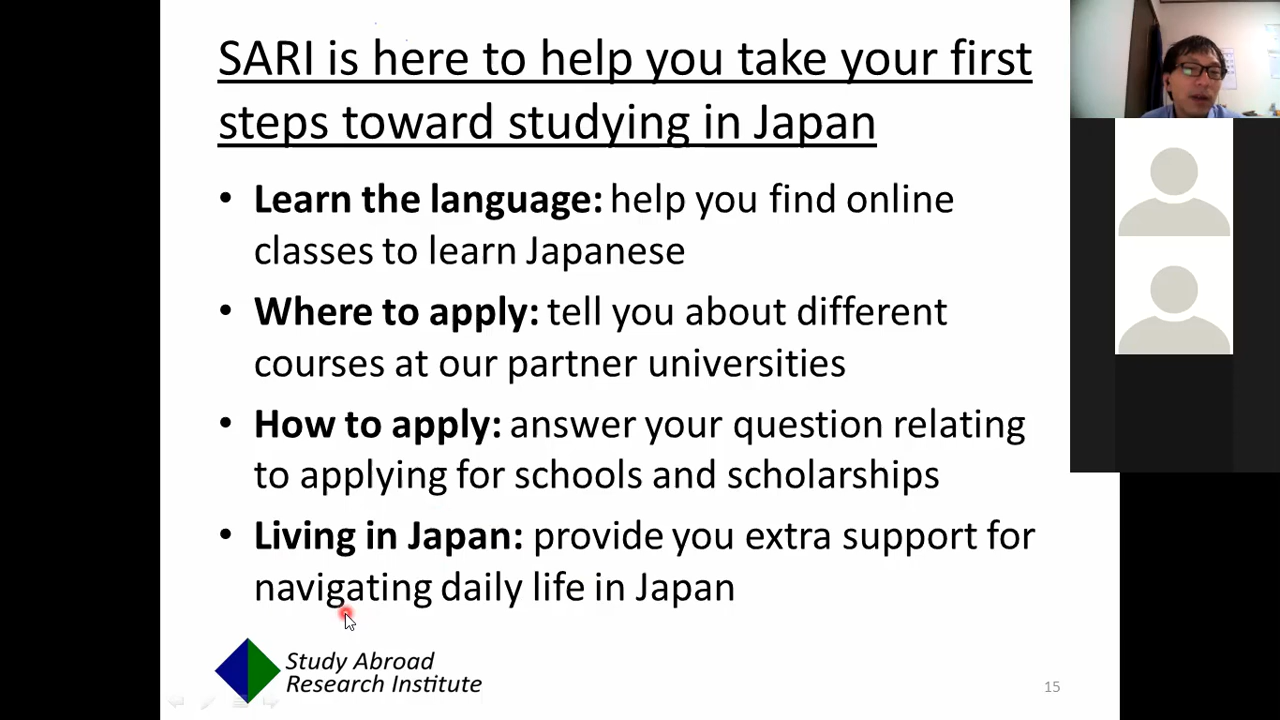 SARI is here to help you take your first
steps toward studying in Japan
• Learn the language: help you find online
classes to learn Japanese
• Where to apply: tell you about different
courses at our partner universities
• How to apply: answer your question relating
to applying for schools and scholarships
• Living in Japan: provide you extra support for
navigating daily life in Japan
Study Abroad
Research Institute
15